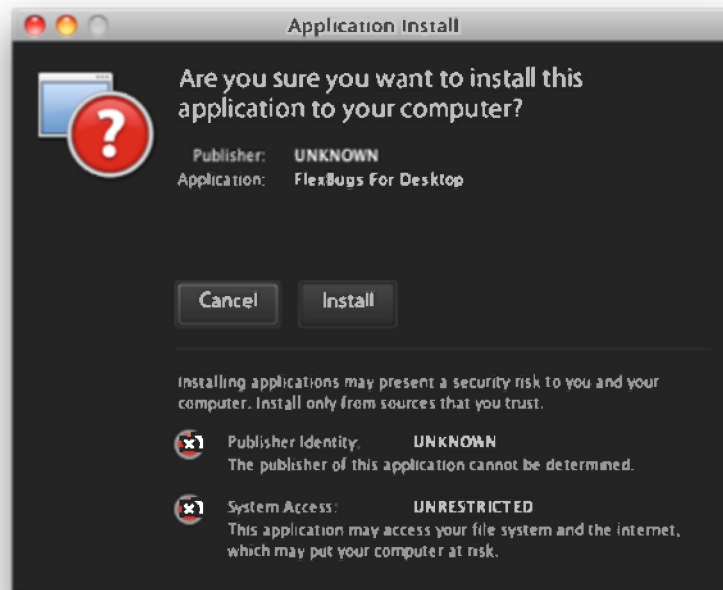 Application Install
Are you sure you want to install this
application to your computer?
Publisher: UNKNOWN
Application: FlexBugs For Desktop
Cancel Install
Installing applications may present a security risk to you and your
computer. Install only from sources that you trust.
Publisher Identity: UNKNOWN
The publisher of this application cannot be determined.
System Access: UNRESTRICTED
This application may access your file system and the internet,
which may put your computer at risk.